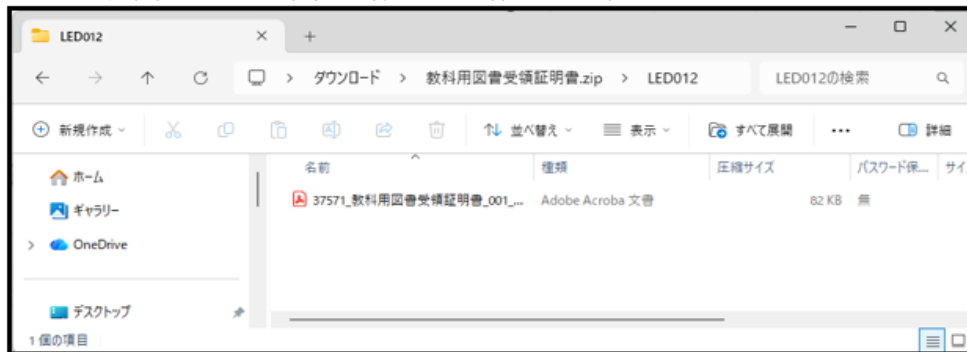 LED012
ダウンロード > 教科用図書受領証明書.zip > LED012
LED012の検索
新規作成
並べ替え
表示
すべて展開
詳細
名前 種類 圧縮サイズ パスワード保... サイ
ホーム
ギャラリー
OneDrive
デスクトップ
37571_教科用図書受領証明書_001_... Adobe Acroba 文書 82 KB 無
1 個の項目